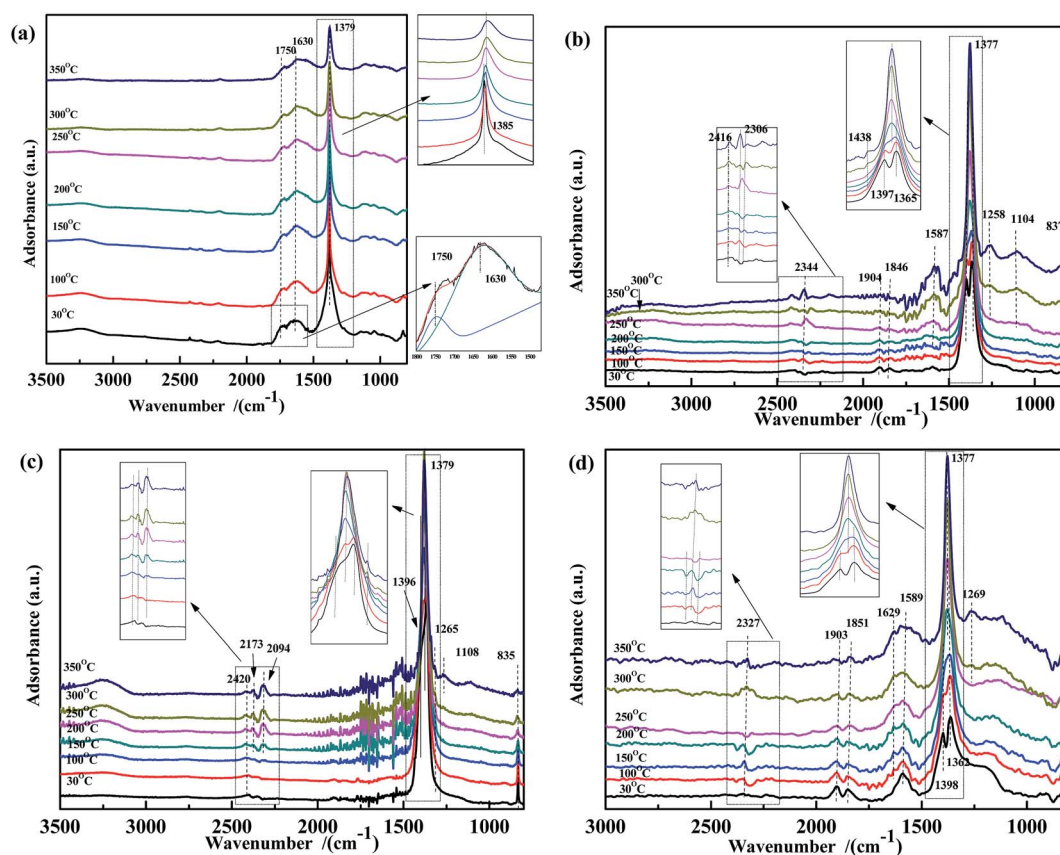 (a)
1379
1750
1630
350°C
300°C
250°C
200°C
150°C
100°C
30°C
Adsorbance (a.u.)
3500 3000 2500 2000 1500 1000
Wavenumber /(cm-1)
1385
1750
1630
1800 1750 1700 1650 1600 1550 1500
(b)
1377
2416
2306
1438
1397
1365
2344
1904
1846
1587
1258
1104
837
300°C
350°C
250°C
200°C
150°C
100°C
30°C
Adsorbance (a.u.)
3500 3000 2500 2000 1500 1000
Wavenumber /(cm-1)
(c)
1379
1396
1265
1108
835
2173
2094
2420
350°C
300°C
250°C
200°C
150°C
100°C
30°C
Absorbance (a.u.)
3500 3000 2500 2000 1500 1000
Wavenumber /(cm-1)
(d)
1377
1269
1589
1629
1851
1903
2327
1362
1398
350°C
300°C
250°C
200°C
150°C
100°C
30°C
Absorbance (a.u.)
3000 2500 2000 1500 1000
Wavenumber /(cm-1)